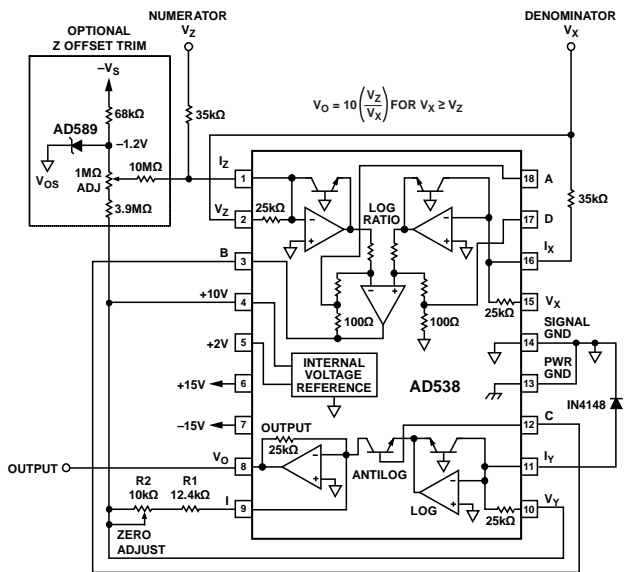 OPTIONAL
Z OFFSET TRIM
NUMERATOR
VZ
DENOMINATOR
VX
–VS
68kΩ
AD589
–1.2V
VOS
1MΩ
ADJ
10MΩ
3.9MΩ
35kΩ
VO = 10 (VZ/VX) FOR VX ≥ VZ
35kΩ
IZ
1
VZ
2
25kΩ
B
3
+10V
4
+2V
5
+15V
6
–15V
7
VO
8
I
9
OUTPUT
R2
10kΩ
R1
12.4kΩ
ZERO
ADJUST
LOG
RATIO
100Ω
100Ω
INTERNAL
VOLTAGE
REFERENCE
AD538
OUTPUT
25kΩ
ANTILOG
LOG
25kΩ
25kΩ
18
A
17
D
16
IX
15
VX
14
SIGNAL
GND
13
PWR
GND
12
C
11
IY
10
VY
IN4148